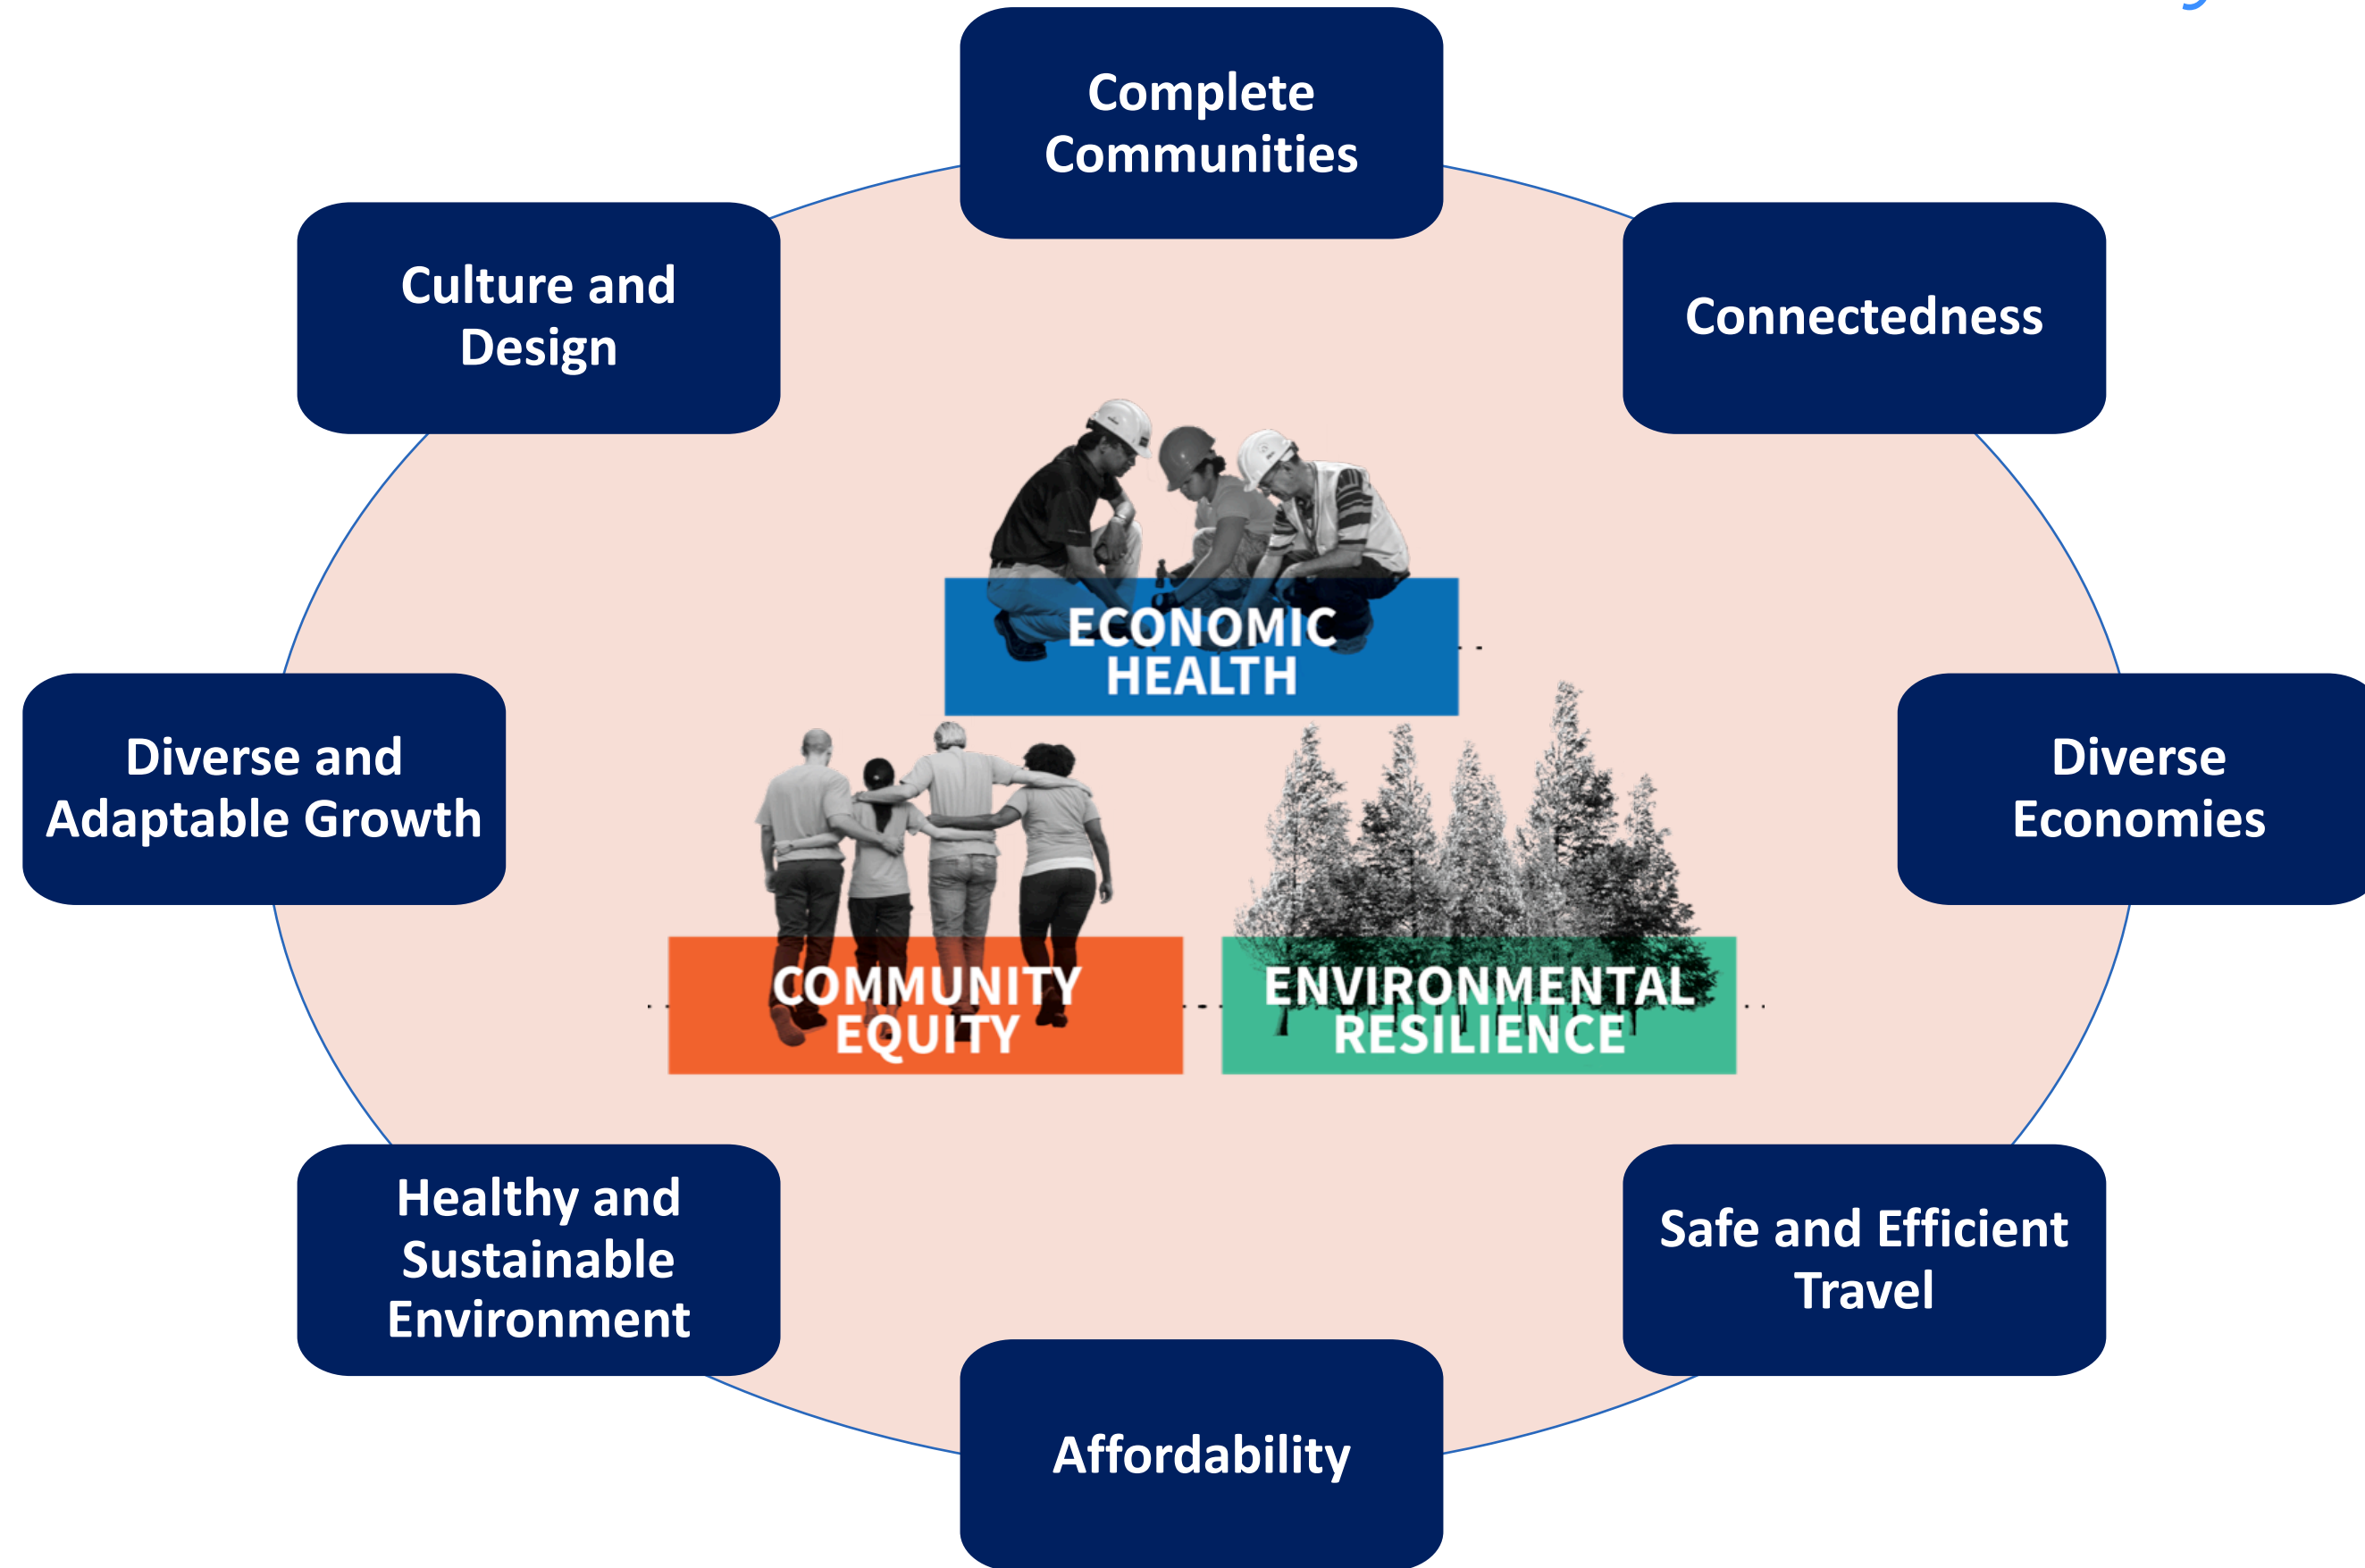 Complete
Communities
Culture and
Design
Connectedness
ECONOMIC
HEALTH
Diverse and
Adaptable Growth
Diverse
Economies
COMMUNITY
EQUITY
ENVIRONMENTAL
RESILIENCE
Healthy and
Sustainable
Environment
Safe and Efficient
Travel
Affordability